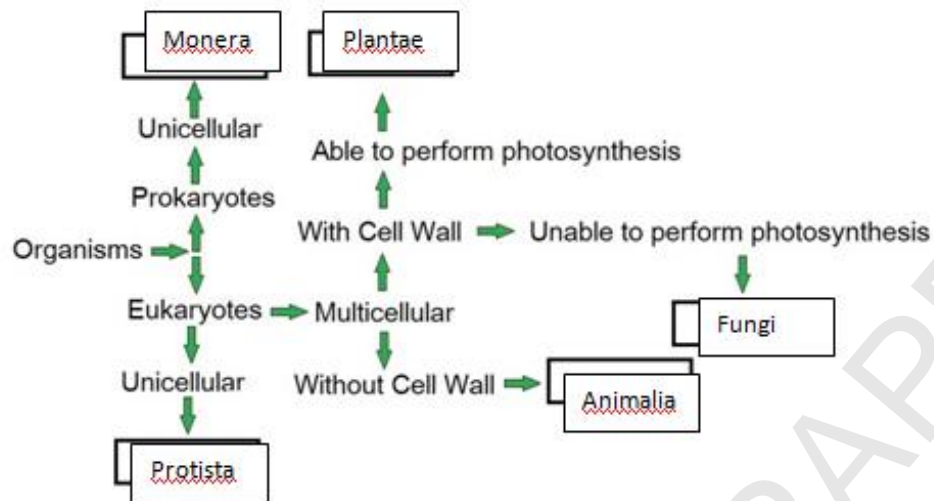 Monera
Plantae
Unicellular
Able to perform photosynthesis
Prokaryotes
With Cell Wall
Unable to perform photosynthesis
Organisms
Eukaryotes
Multicellular
Fungi
Unicellular
Without Cell Wall
Animalia
Protista